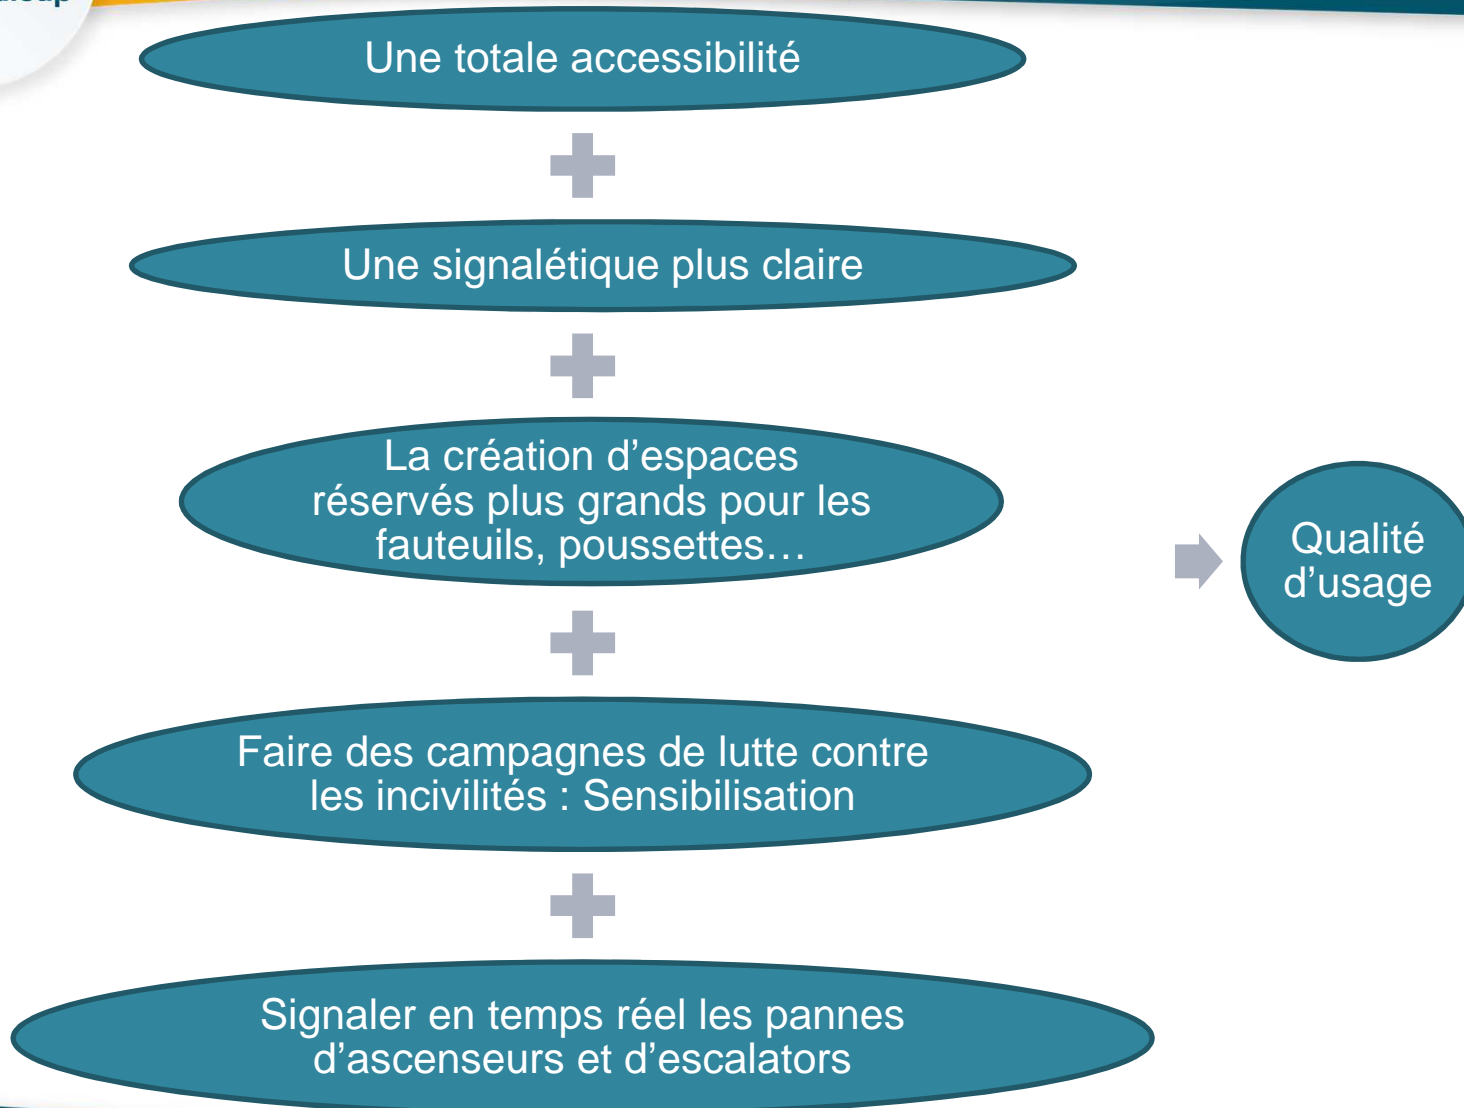 Une totale accessibilité
Une signalétique plus claire
La création d’espaces
réservés plus grands pour les
fauteuils, poussettes…
Faire des campagnes de lutte contre
les incivilités : Sensibilisation
Signaler en temps réel les pannes
d’ascenseurs et d’escalators
Qualité
d’usage